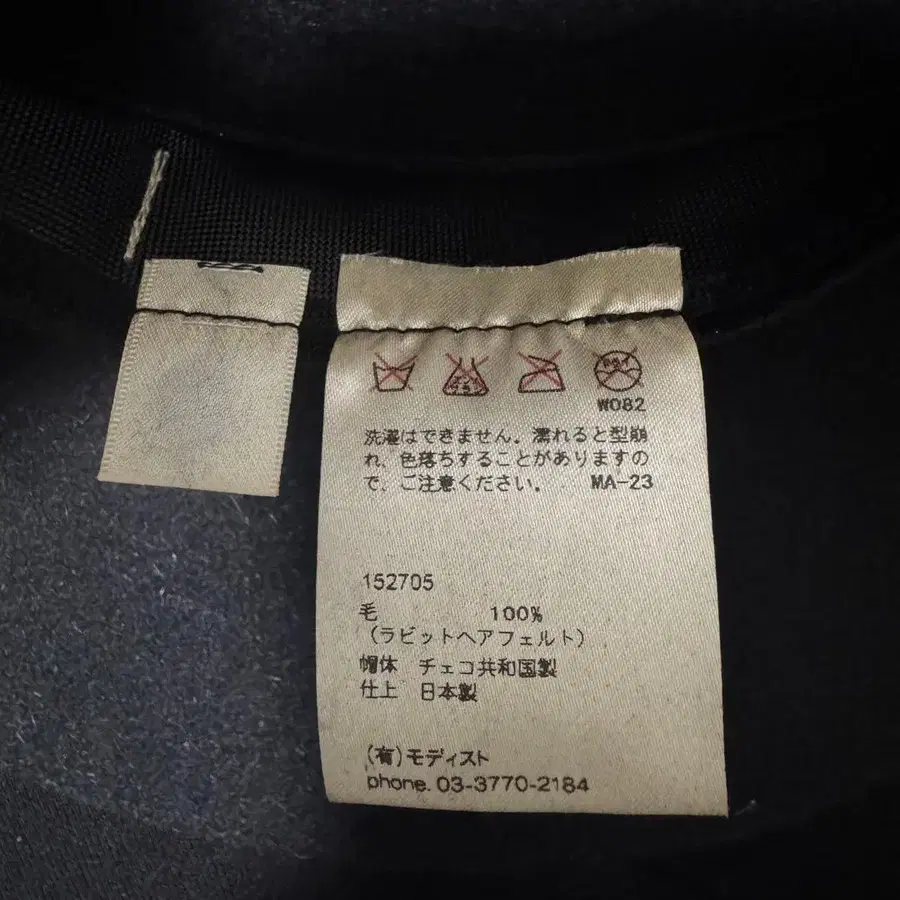 W082
洗濯はできません。濡れると型崩
れ、色落ちすることがありますの
で、ご注意ください。 MA-23
152705
毛 100%
（ラビットヘアフェルト）
帽体 チェコ共和国製
仕上 日本製
(有)モディスト
phone. 03-3770-2184